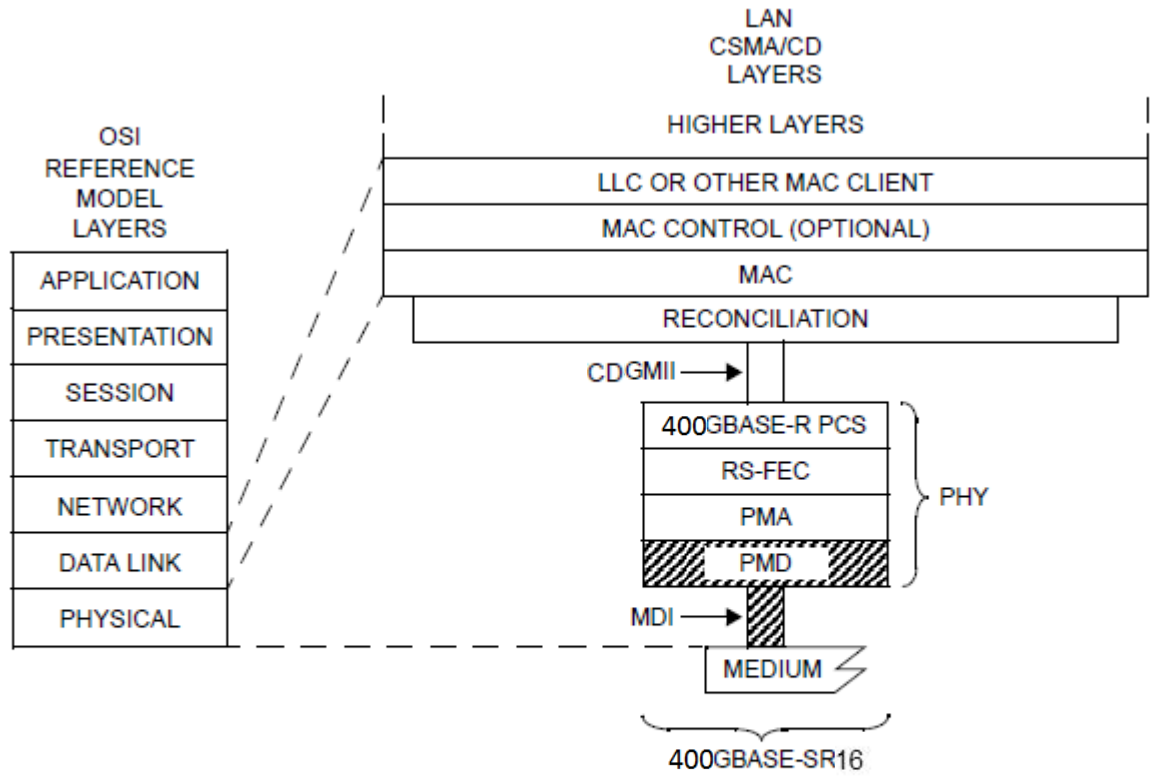 LAN
CSMA/CD
LAYERS
OSI
REFERENCE
MODEL
LAYERS
APPLICATION
PRESENTATION
SESSION
TRANSPORT
NETWORK
DATA LINK
PHYSICAL
HIGHER LAYERS
LLC OR OTHER MAC CLIENT
MAC CONTROL (OPTIONAL)
MAC
RECONCILIATION
CDGMII
400GBASE-R PCS
RS-FEC
PMA
PMD
PHY
MDI
MEDIUM
400GBASE-SR16